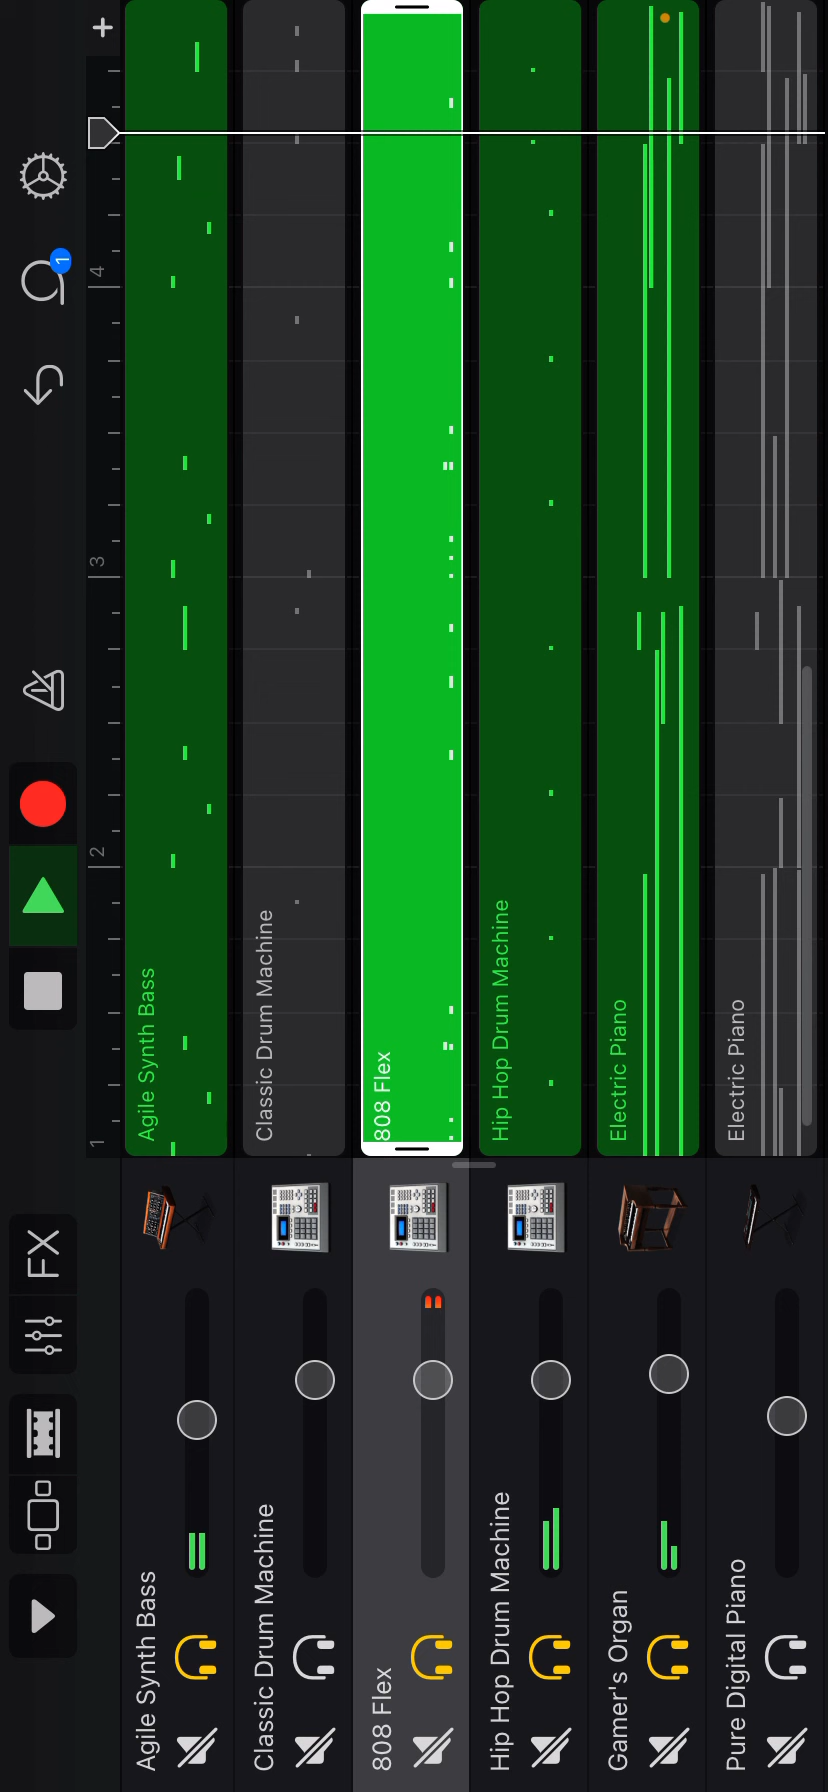 FX
1
1
2
3
4
Agile Synth Bass
Agile Synth Bass
Classic Drum Machine
Classic Drum Machine
808 Flex
808 Flex
Hip Hop Drum Machine
Hip Hop Drum Machine
Gamer's Organ
Electric Piano
Pure Digital Piano
Electric Piano